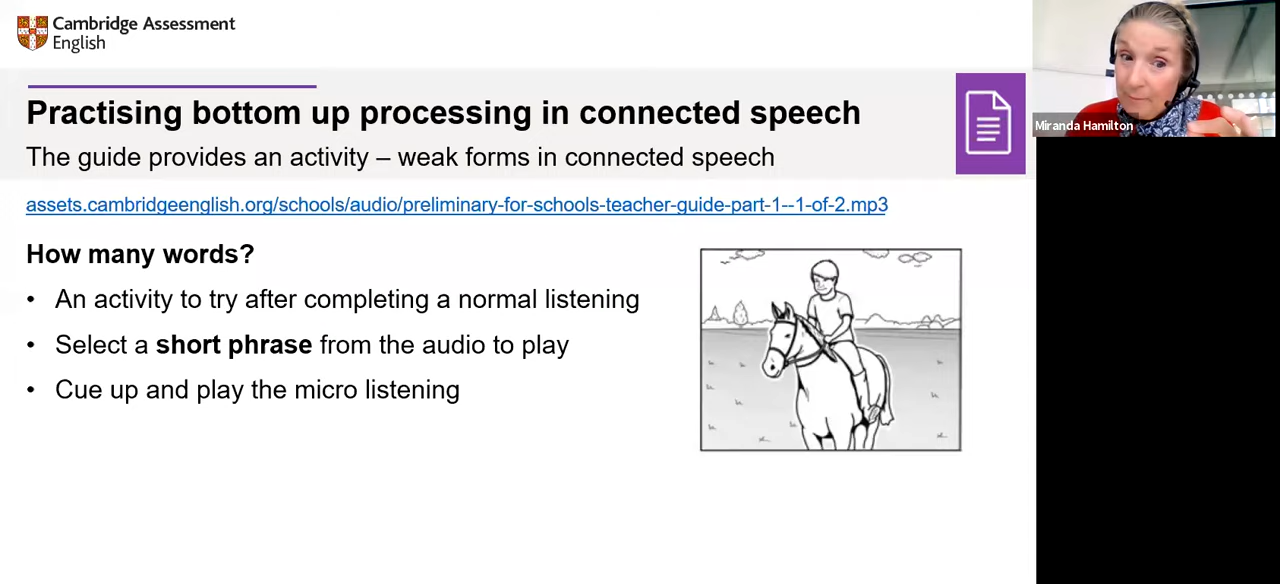 Cambridge Assessment
English
Practising bottom up processing in connected speech
The guide provides an activity – weak forms in connected speech
assets.cambridgeenglish.org/schools/audio/preliminary-for-schools-teacher-guide-part-1--1-of-2.mp3
How many words?
• An activity to try after completing a normal listening
• Select a short phrase from the audio to play
• Cue up and play the micro listening
Miranda Hamilton